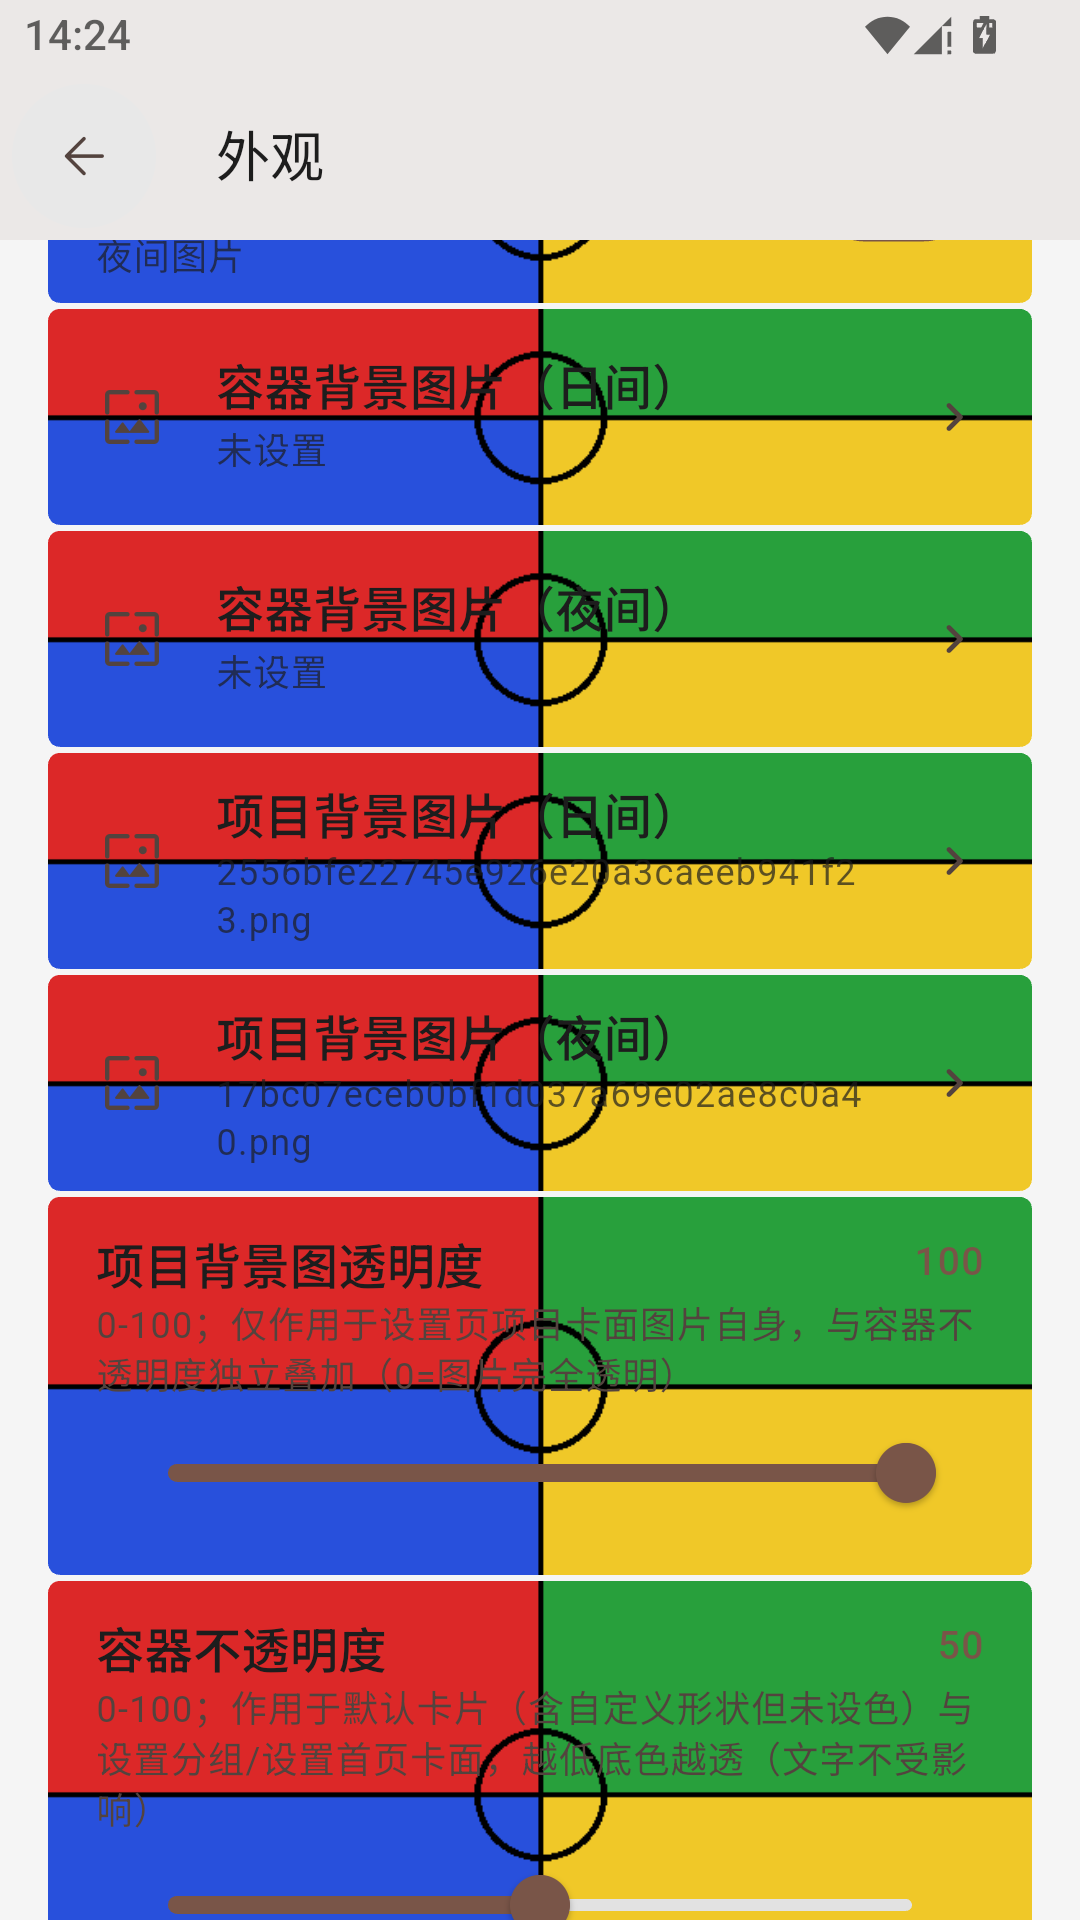 14:24
外观
夜间图片
容器背景图片（日间）
未设置
容器背景图片（夜间）
未设置
项目背景图片（日间）
2556bfe22745e926e20a3caeeb941f2
3.png
项目背景图片（夜间）
17bc07eceb0bf1d037a69e02ae8c0a4
0.png
项目背景图透明度
100
0-100；仅作用于设置页项目卡面图片自身，与容器不
透明度独立叠加（0=图片完全透明）
容器不透明度
50
0-100；作用于默认卡片（含自定义形状但未设色）与
设置分组/设置首页卡面，越低底色越透（文字不受影
响）